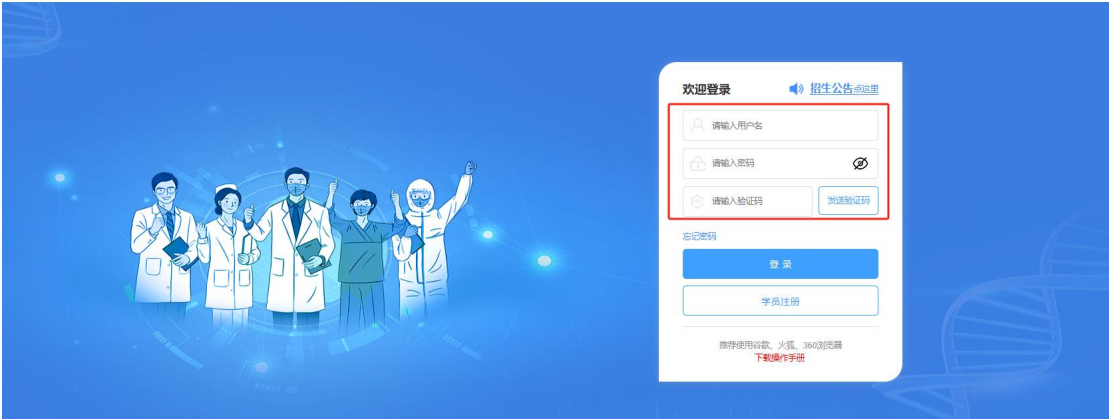 欢迎登录 招生公告点这里
请输入用户名
请输入密码
请输入验证码 发送验证码
忘记密码
登 录
学员注册
推荐使用谷歌、火狐、360浏览器
下载操作手册